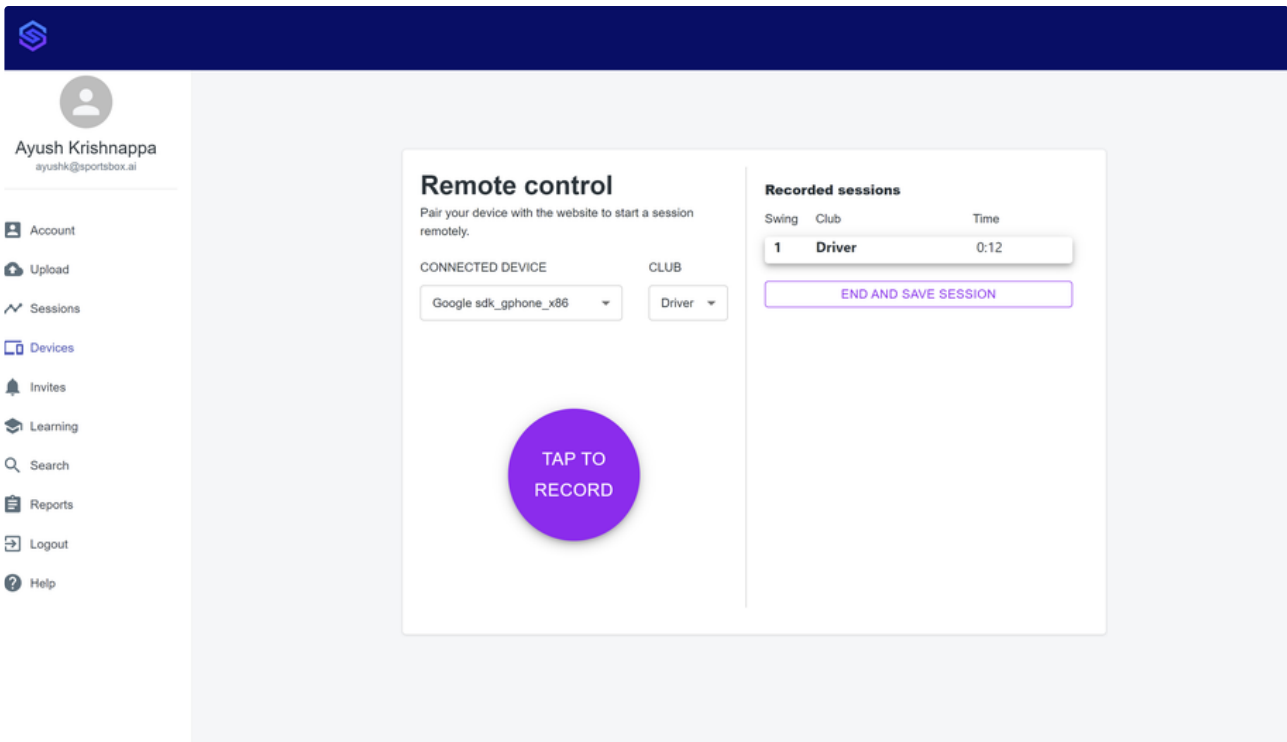 Ayush Krishnappa
ayushk@sportsbox.ai
Account
Upload
Sessions
Devices
Invites
Learning
Search
Reports
Logout
Help
Remote control
Pair your device with the website to start a session
remotely.
CONNECTED DEVICE CLUB
Google sdk_gphone_x86 Driver
TAP TO
RECORD
Recorded sessions
Swing Club Time
1 Driver 0:12
END AND SAVE SESSION